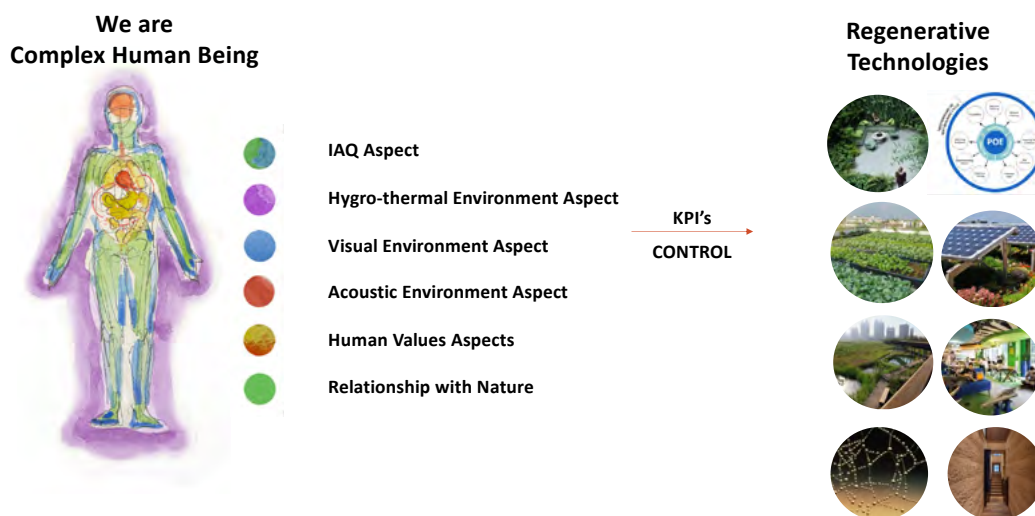 We are
Complex Human Being
IAQ Aspect
Hygro-thermal Environment Aspect
Visual Environment Aspect
Acoustic Environment Aspect
Human Values Aspects
Relationship with Nature
KPI's
CONTROL
Regenerative
Technologies
POE